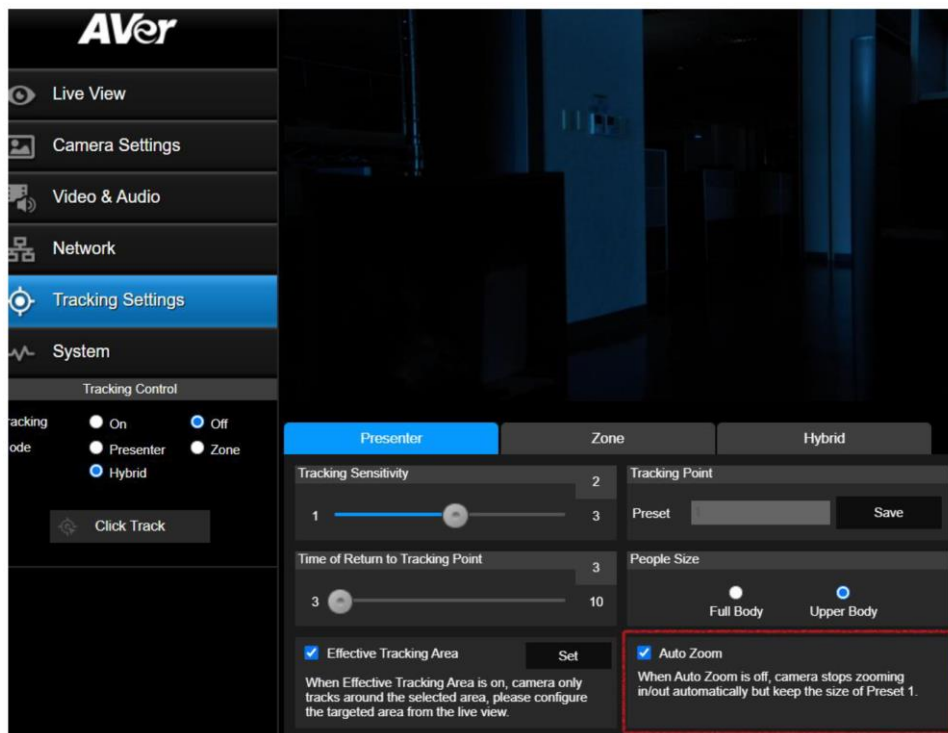 AVer
Live View
Camera Settings
Video & Audio
Network
Tracking Settings
System
Tracking Control
racking On Off
ode Presenter Zone
Hybrid
Click Track
Presenter Zone Hybrid
Tracking Sensitivity 2
1 3
Tracking Point
Preset Save
Time of Return to Tracking Point 3
3 10
People Size
Full Body Upper Body
Effective Tracking Area Set
When Effective Tracking Area is on, camera only
tracks around the selected area, please configure
the targeted area from the live view.
Auto Zoom
When Auto Zoom is off, camera stops zooming
in/out automatically but keep the size of Preset 1.